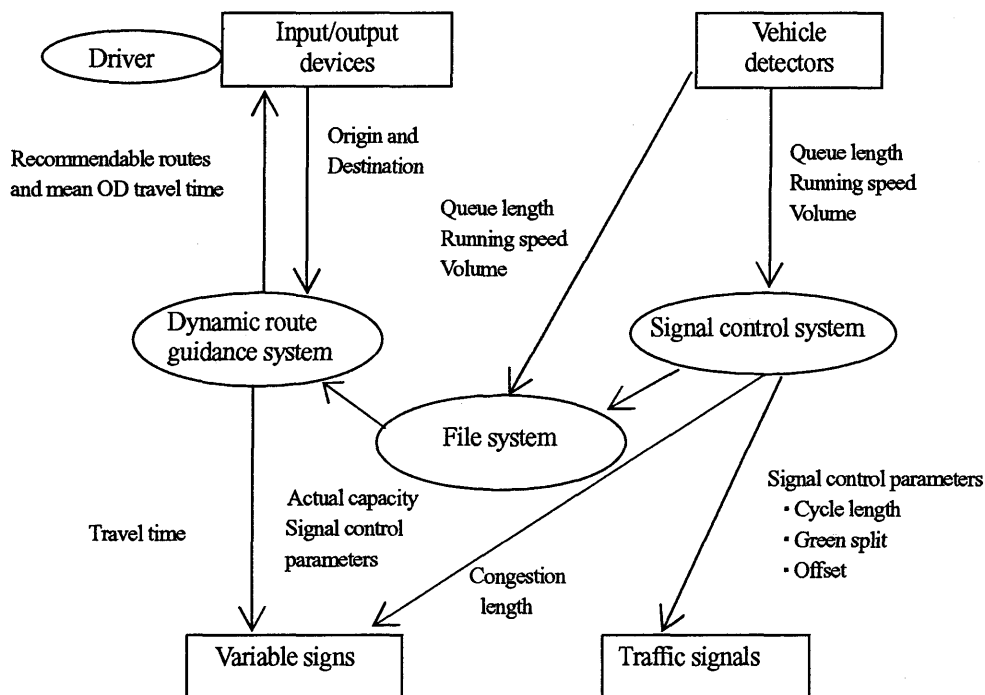 Driver
Input/output
devices
Vehicle
detectors
Recommendable routes
and mean OD travel time
Origin and
Destination
Queue length
Running speed
Volume
Queue length
Running speed
Volume
Dynamic route
guidance system
Signal control system
File system
Travel time
Actual capacity
Signal control
parameters
Congestion
length
Signal control parameters
・Cycle length
・Green split
・Offset
Variable signs
Traffic signals